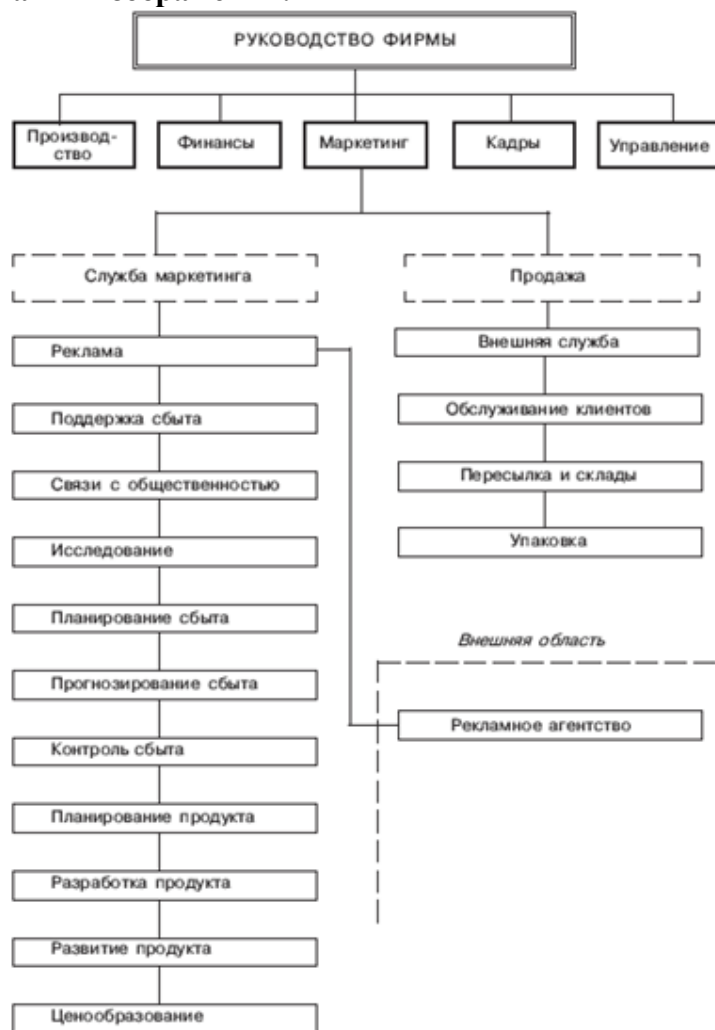 РУКОВОДСТВО ФИРМЫ
Производ-
ство
Финансы
Маркетинг
Кадры
Управление
Служба маркетинга
Продажа
Реклама
Внешняя служба
Поддержка сбыта
Обслуживание клиентов
Связи с общественностью
Пересылка и склады
Исследование
Упаковка
Планирование сбыта
Внешняя область
Прогнозирование сбыта
Рекламное агентство
Контроль сбыта
Планирование продукта
Разработка продукта
Развитие продукта
Ценообразование